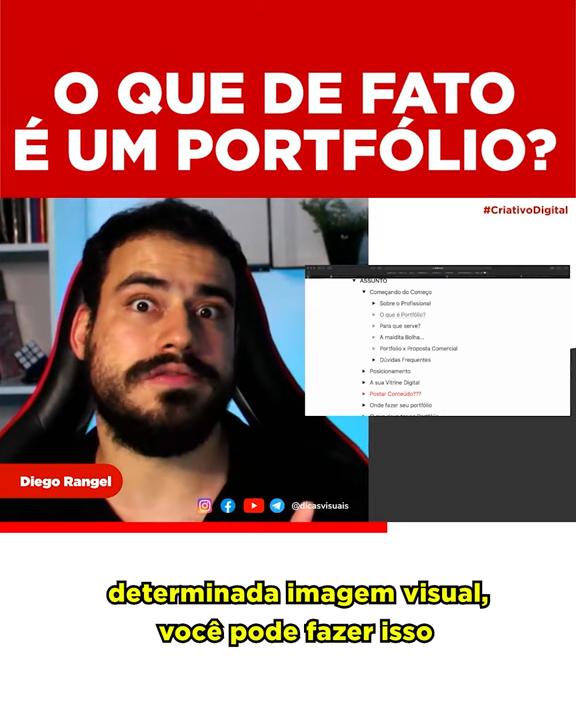 O QUE DE FATO
É UM PORTFÓLIO?
#CriativoDigital
ASSUNTO
Começando do Começo
Sobre o Profissional
O que é Portfólio?
Para que serve?
A maldita Bolha...
Portfolio x Proposta Comercial
Dúvidas Frequentes
Posicionamento
A sua Vitrine Digital
Postar Conteúdo???
Onde fazer seu portfólio
Diego Rangel
@dicasvisuais
determinada imagem visual,
você pode fazer isso